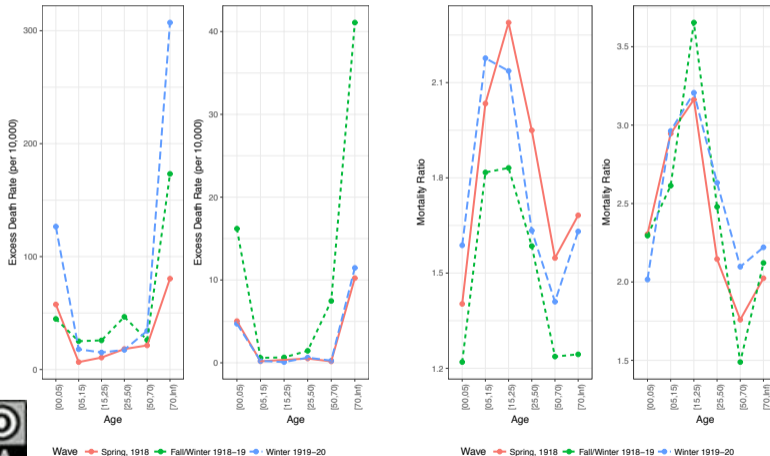 Excess Death Rate (per 10,000)
300
200
100
0
[00,05)
[05,15)
[15,25)
[25,50)
[50,70)
[70,Inf)
Age
Excess Death Rate (per 10,000)
40
30
20
10
0
[00,05)
[05,15)
[15,25)
[25,50)
[50,70)
[70,Inf)
Age
Wave Spring, 1918 Fall/Winter 1918–19 Winter 1919–20
Mortality Ratio
2.1
1.8
1.5
1.2
[00,05)
[05,15)
[15,25)
[25,50)
[50,70)
[70,Inf)
Age
Mortality Ratio
3.5
3.0
2.5
2.0
1.5
[00,05)
[05,15)
[15,25)
[25,50)
[50,70)
[70,Inf)
Age
Wave Spring, 1918 Fall/Winter 1918–19 Winter 1919–20